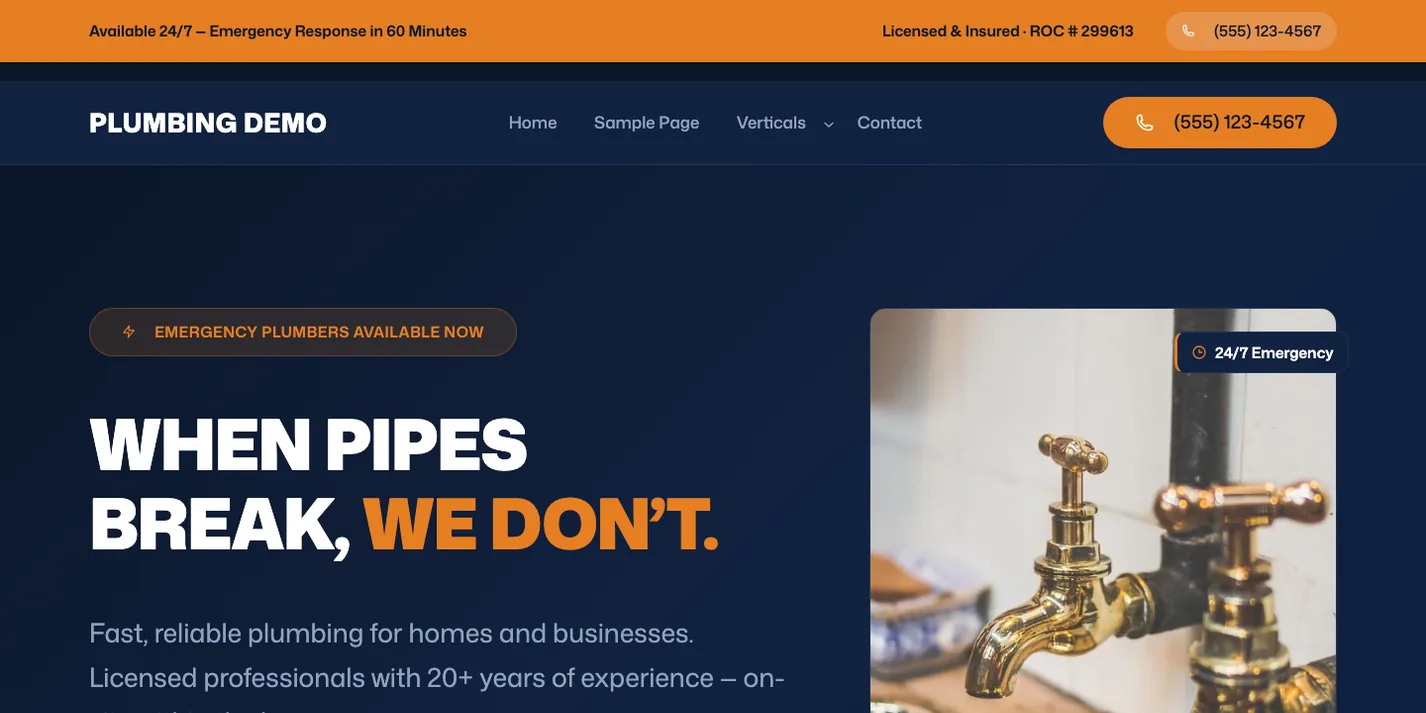 Available 24/7 – Emergency Response in 60 Minutes
Licensed & Insured · ROC # 299613
(555) 123-4567
PLUMBING DEMO
Home
Sample Page
Verticals
Contact
(555) 123-4567
EMERGENCY PLUMBERS AVAILABLE NOW
24/7 Emergency
WHEN PIPES
BREAK, WE DON’T.
Fast, reliable plumbing for homes and businesses.
Licensed professionals with 20+ years of experience – on-